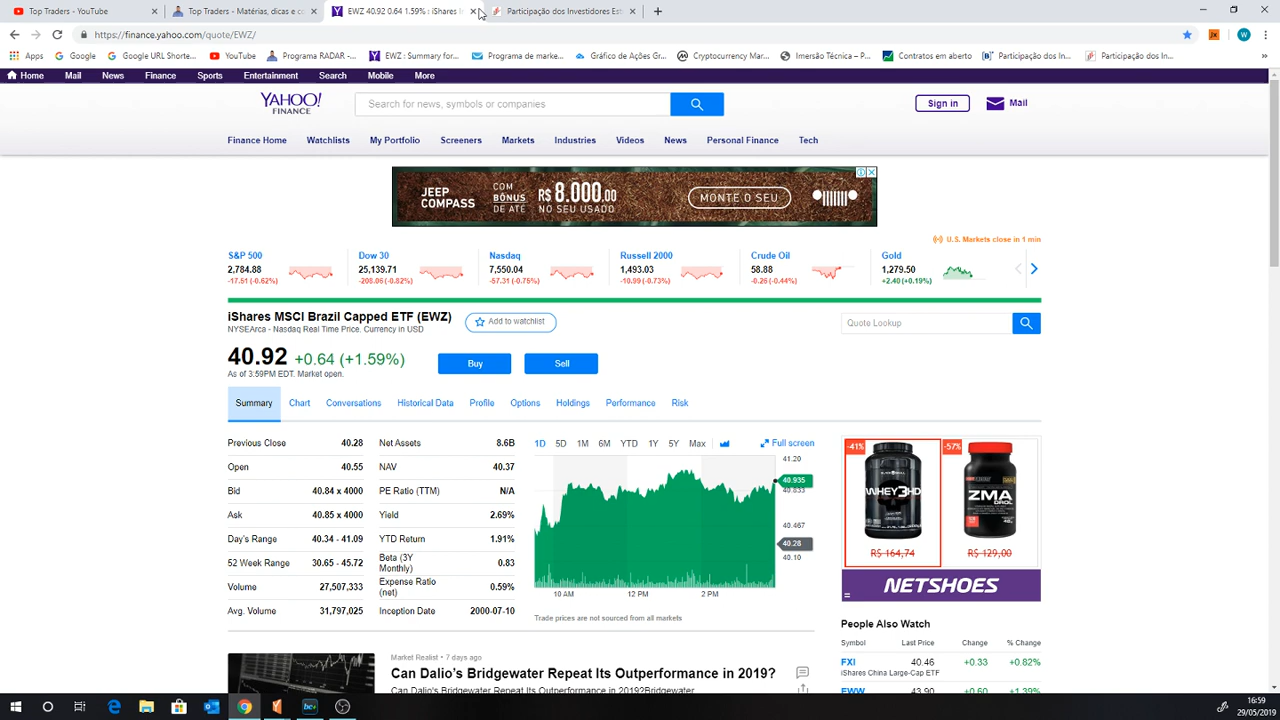 Top Traders - YouTube
Top Traders - Matérias, dicas e co
EWZ 40.92 0.64 1.59% : iShares
Participação dos Investidores Est
https://finance.yahoo.com/quote/EWZ/
Apps
Google
Google URL Shorte...
YouTube
Programa RADAR -...
EWZ : Summary for...
Programa de marke...
Gráfico de Ações Gr...
Cryptocurrency Mar...
Imersão Técnica – P...
Contratos em aberto
Participação dos In...
Participação dos In...
Home Mail News Finance Sports Entertainment Search Mobile More
YAHOO!
FINANCE
Search for news, symbols or companies
Sign in
Mail
Finance Home Watchlists My Portfolio Screeners Markets Industries Videos News Personal Finance Tech
JEEP
COMPASS
COM
BÔNUS
DE ATÉ
R$ 8.000,00
NO SEU USADO
MONTE O SEU
U.S. Markets close in 1 min
S&P 500
2,784.88
-17.51 (-0.62%)
Dow 30
25,139.71
-208.06 (-0.82%)
Nasdaq
7,550.04
-57.31 (-0.75%)
Russell 2000
1,493.03
-10.99 (-0.73%)
Crude Oil
58.88
-0.26 (-0.44%)
Gold
1,279.50
+2.40 (+0.19%)
iShares MSCI Brazil Capped ETF (EWZ)
NYSEArca - Nasdaq Real Time Price. Currency in USD
Add to watchlist
Quote Lookup
40.92 +0.64 (+1.59%)
As of 3:59PM EDT. Market open.
Buy
Sell
Summary Chart Conversations Historical Data Profile Options Holdings Performance Risk
Previous Close 40.28
Open 40.55
Bid 40.84 x 4000
Ask 40.85 x 4000
Day's Range 40.34 - 41.09
52 Week Range 30.65 - 45.72
Volume 27,507,333
Avg. Volume 31,797,025
Net Assets 8.6B
NAV 40.37
PE Ratio (TTM) N/A
Yield 2.69%
YTD Return 1.91%
Beta (3Y
Monthly) 0.83
Expense Ratio
(net) 0.59%
Inception Date 2000-07-10
1D 5D 1M 6M YTD 1Y 5Y Max
Full screen
41.20
40.935
40.833
40.467
40.28
40.10
10 AM 12 PM 2 PM
Trade prices are not sourced from all markets
-41%
WHEY3HD
R$ 164,74
-57%
ZMA
R$ 129,00
NETSHOES
People Also Watch
Symbol Last Price Change % Change
FXI 40.46 +0.33 +0.82%
iShares China Large-Cap ETF
EWW 43.90 +0.60 +1.39%
Market Realist • 7 days ago
Can Dalio's Bridgewater Repeat Its Outperformance in 2019?
Can Dalio's Bridgewater Repeat Its Outperformance in 2019?Bridgewater
16:59
29/05/2019